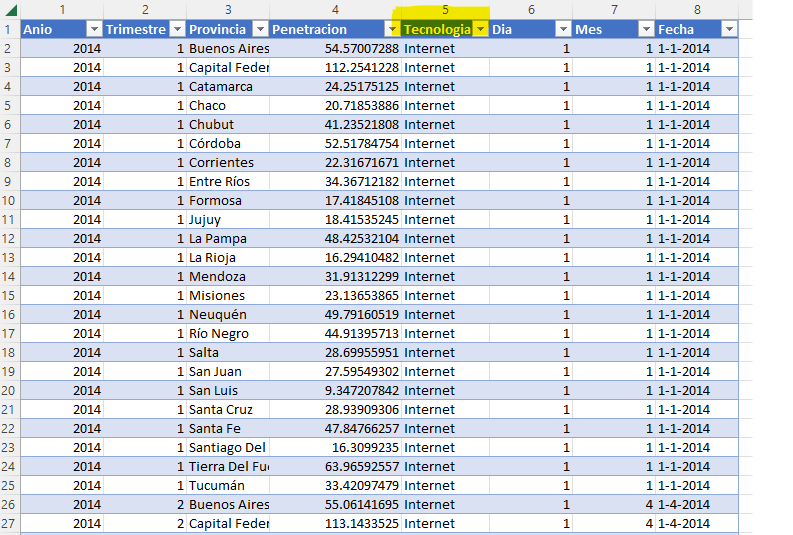 1 2 3 4 5 6 7 8
1 Anio Trimestre Provincia Penetracion Tecnologia Dia Mes Fecha
2 2014 1 Buenos Aires 54.57007288 Internet 1 1 1-1-2014
3 2014 1 Capital Feder 112.2541228 Internet 1 1 1-1-2014
4 2014 1 Catamarca 24.25175125 Internet 1 1 1-1-2014
5 2014 1 Chaco 20.71853886 Internet 1 1 1-1-2014
6 2014 1 Chubut 41.23521808 Internet 1 1 1-1-2014
7 2014 1 Córdoba 52.51784754 Internet 1 1 1-1-2014
8 2014 1 Corrientes 22.31671671 Internet 1 1 1-1-2014
9 2014 1 Entre Ríos 34.36712182 Internet 1 1 1-1-2014
10 2014 1 Formosa 17.41845108 Internet 1 1 1-1-2014
11 2014 1 Jujuy 18.41535245 Internet 1 1 1-1-2014
12 2014 1 La Pampa 48.42532104 Internet 1 1 1-1-2014
13 2014 1 La Rioja 16.29410482 Internet 1 1 1-1-2014
14 2014 1 Mendoza 31.91312299 Internet 1 1 1-1-2014
15 2014 1 Misiones 23.13653865 Internet 1 1 1-1-2014
16 2014 1 Neuquén 49.79160519 Internet 1 1 1-1-2014
17 2014 1 Río Negro 44.91395713 Internet 1 1 1-1-2014
18 2014 1 Salta 28.69955951 Internet 1 1 1-1-2014
19 2014 1 San Juan 27.59549302 Internet 1 1 1-1-2014
20 2014 1 San Luis 9.347207842 Internet 1 1 1-1-2014
21 2014 1 Santa Cruz 28.93909306 Internet 1 1 1-1-2014
22 2014 1 Santa Fe 47.84766257 Internet 1 1 1-1-2014
23 2014 1 Santiago Del 16.3099235 Internet 1 1 1-1-2014
24 2014 1 Tierra Del Fue 63.96592557 Internet 1 1 1-1-2014
25 2014 1 Tucumán 33.42097479 Internet 1 1 1-1-2014
26 2014 2 Buenos Aires 55.06141695 Internet 1 4 1-4-2014
27 2014 2 Capital Feder 113.1433525 Internet 1 4 1-4-2014